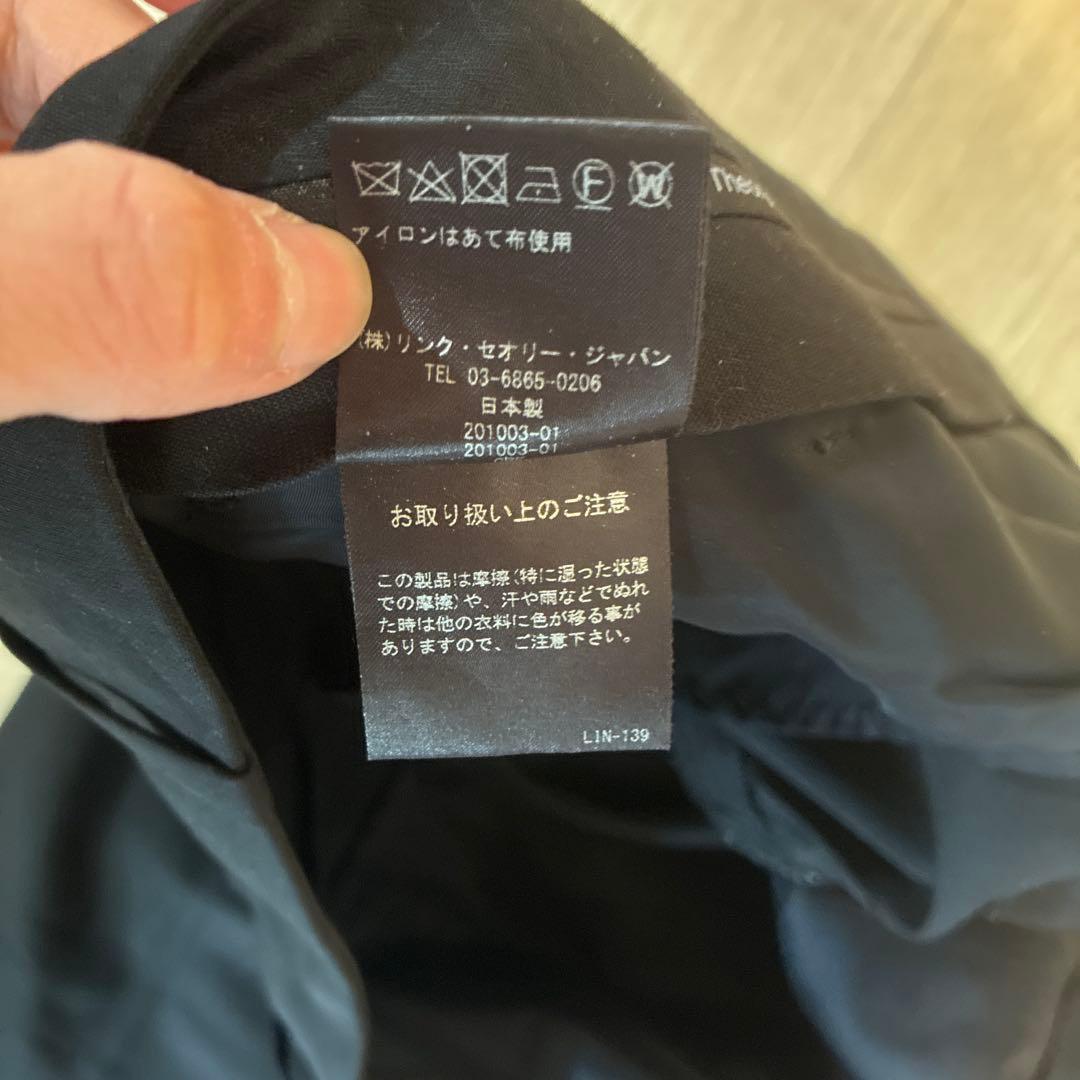 F W
アイロンはあて布使用
(株)リンク・セオリー・ジャパン
TEL 03-6865-0206
日本製
201003-01
201003-01
お取り扱い上のご注意
この製品は摩擦(特に湿った状態
での摩擦)や、汗や雨などでぬれ
た時は他の衣料に色が移る事が
ありますので、ご注意下さい。
LIN-139